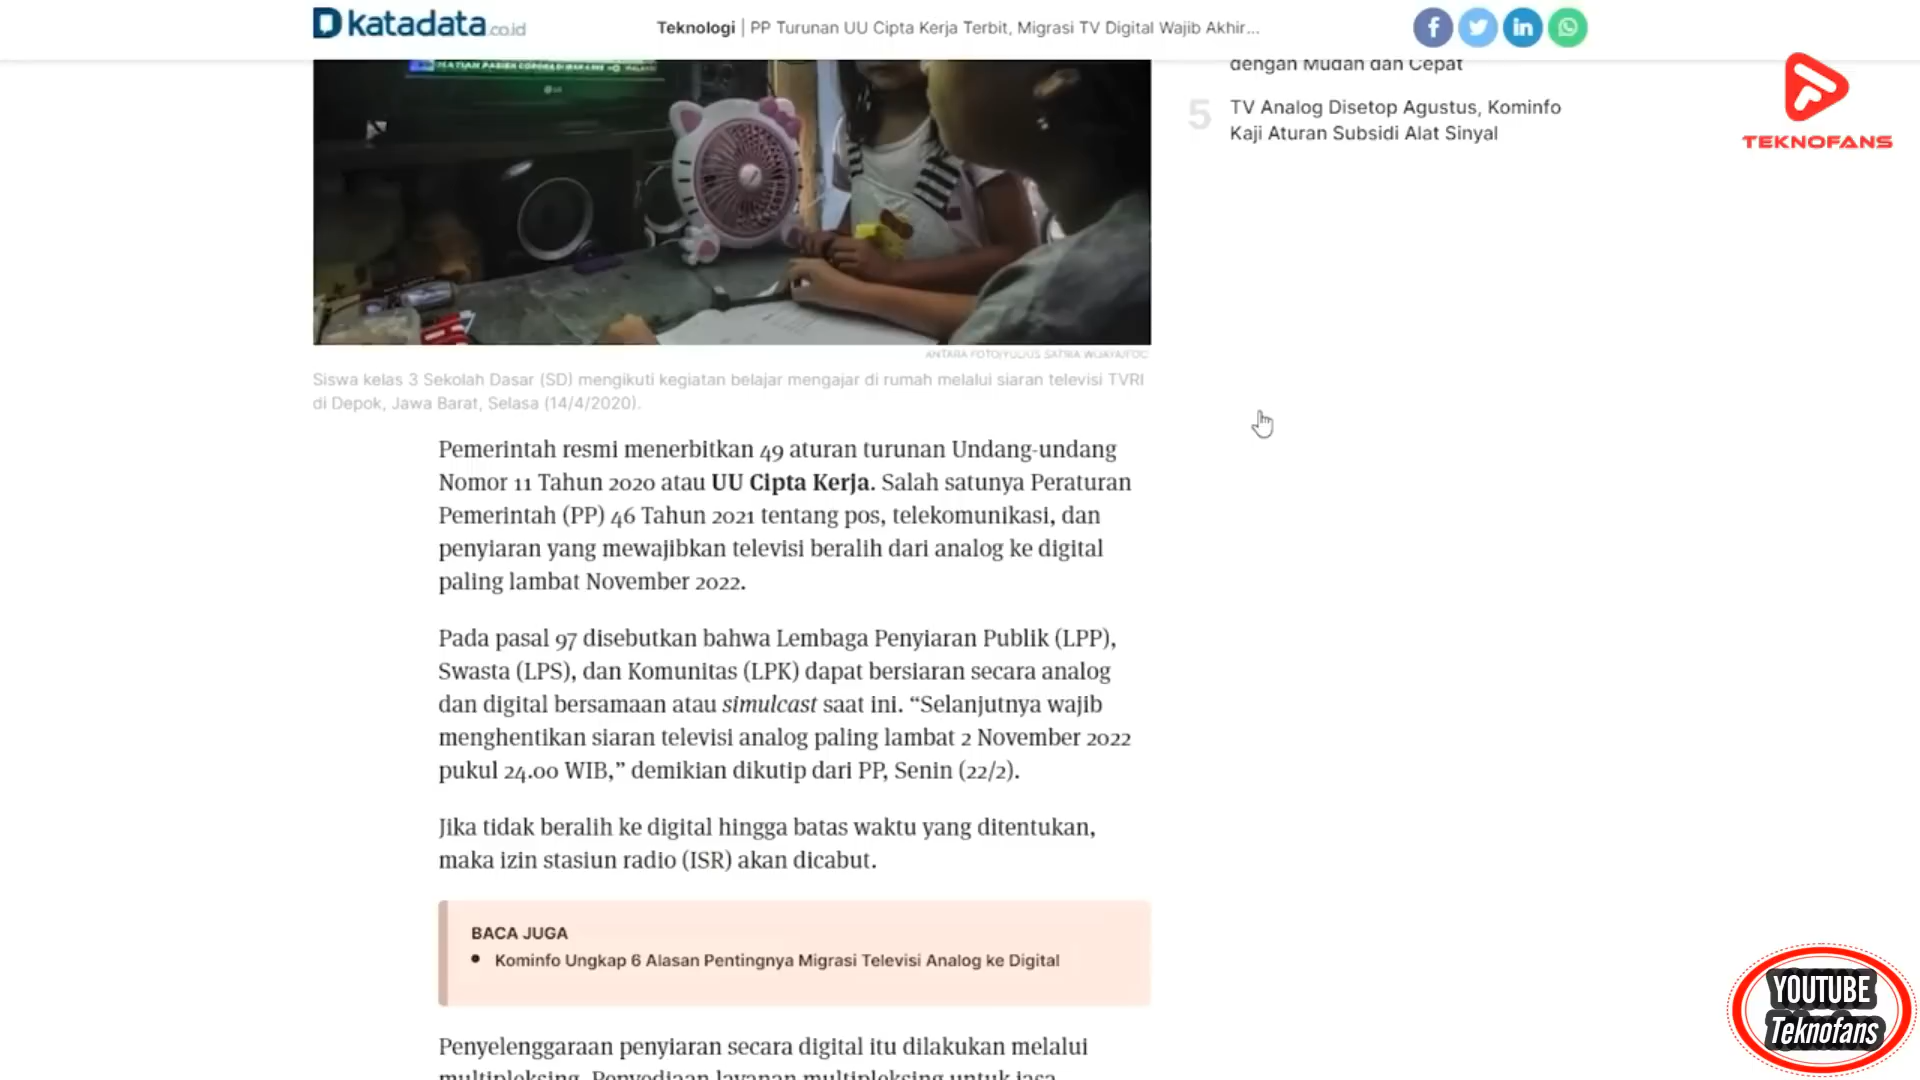 katadata.co.id
Teknologi | PP Turunan UU Cipta Kerja Terbit, Migrasi TV Digital Wajib Akhir...
dengan Mudah dan Cepat
5 TV Analog Disetop Agustus, Kominfo
Kaji Aturan Subsidi Alat Sinyal
TEKNOFANS
LG
Siswa kelas 3 Sekolah Dasar (SD) mengikuti kegiatan belajar mengajar di rumah melalui siaran televisi TVRI
di Depok, Jawa Barat, Selasa (14/4/2020).
Pemerintah resmi menerbitkan 49 aturan turunan Undang-undang
Nomor 11 Tahun 2020 atau UU Cipta Kerja. Salah satunya Peraturan
Pemerintah (PP) 46 Tahun 2021 tentang pos, telekomunikasi, dan
penyiaran yang mewajibkan televisi beralih dari analog ke digital
paling lambat November 2022.
Pada pasal 97 disebutkan bahwa Lembaga Penyiaran Publik (LPP),
Swasta (LPS), dan Komunitas (LPK) dapat bersiaran secara analog
dan digital bersamaan atau simulcast saat ini. “Selanjutnya wajib
menghentikan siaran televisi analog paling lambat 2 November 2022
pukul 24.00 WIB,” demikian dikutip dari PP, Senin (22/2).
Jika tidak beralih ke digital hingga batas waktu yang ditentukan,
maka izin stasiun radio (ISR) akan dicabut.
BACA JUGA
• Kominfo Ungkap 6 Alasan Pentingnya Migrasi Televisi Analog ke Digital
Penyelenggaraan penyiaran secara digital itu dilakukan melalui
multipleksing. Penyediaan layanan multipleksing untuk jasa
YOUTUBE
Teknofans